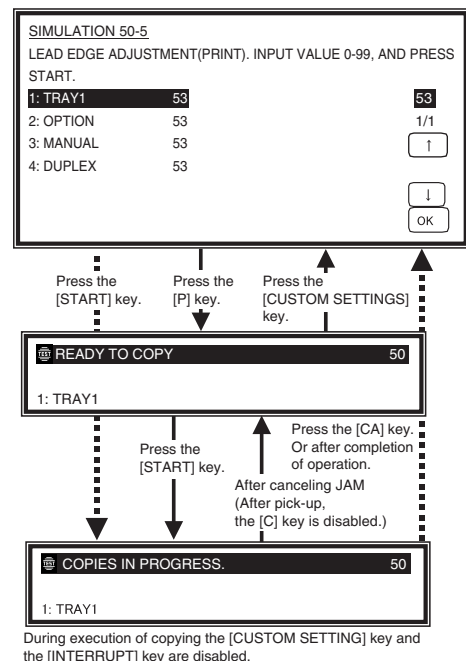 SIMULATION 50-5
LEAD EDGE ADJUSTMENT(PRINT). INPUT VALUE 0-99, AND PRESS
START.
1: TRAY1 53 53
2: OPTION 53 1/1
3: MANUAL 53 ↑
4: DUPLEX 53
↓
OK
Press the
[START] key.
Press the
[P] key.
Press the
[CUSTOM SETTINGS]
key.
TEST READY TO COPY 50
1: TRAY1
Press the
[START] key.
Press the [CA] key.
Or after completion
of operation.
After canceling JAM
(After pick-up,
the [C] key is disabled.)
TEST COPIES IN PROGRESS. 50
1: TRAY1
During execution of copying the [CUSTOM SETTING] key and
the [INTERRUPT] key are disabled.